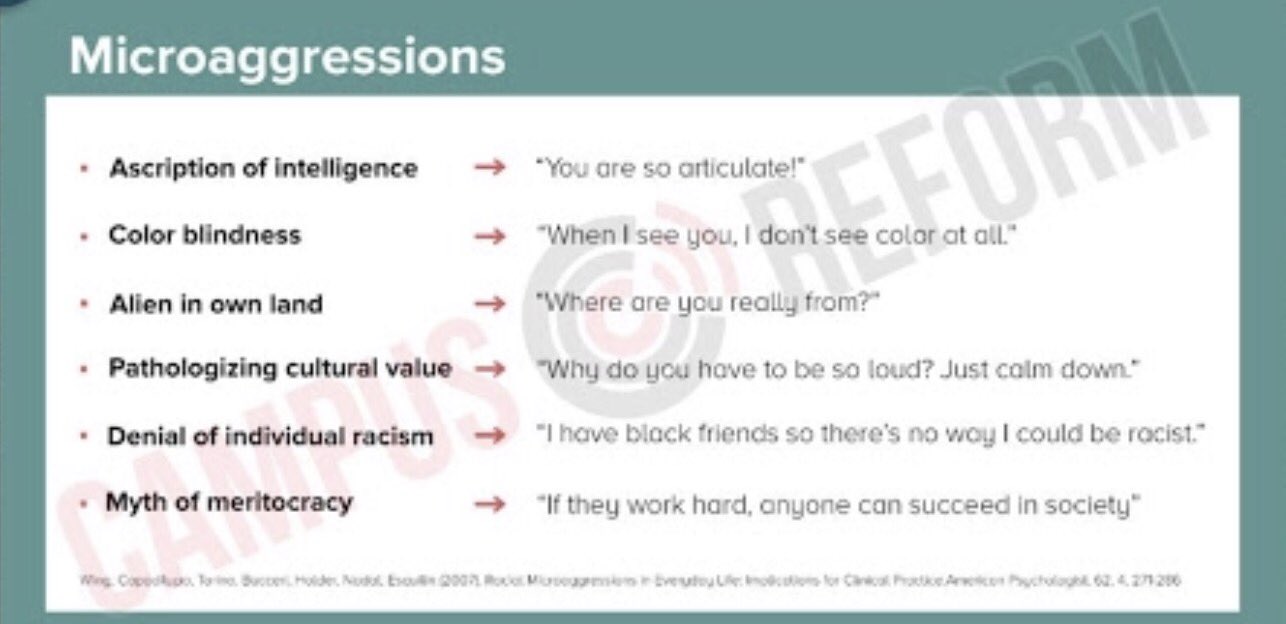 Microaggressions
• Ascription of intelligence → "You are so articulate!"
• Color blindness → "When I see you, I don't see color at all."
• Alien in own land → "Where are you really from?"
• Pathologizing cultural value → "Why do you have to be so loud? Just calm down."
• Denial of individual racism → "I have black friends so there's no way I could be racist."
• Myth of meritocracy → "If they work hard, anyone can succeed in society"
Wing, Capodilupo, Torino, Bucceri, Holder, Nadal, Esquilin (2007). Racial Microaggressions in Everyday Life: Implications for Clinical Practice. American Psychologist, 62, 4, 271-286
CAMPUS REFORM